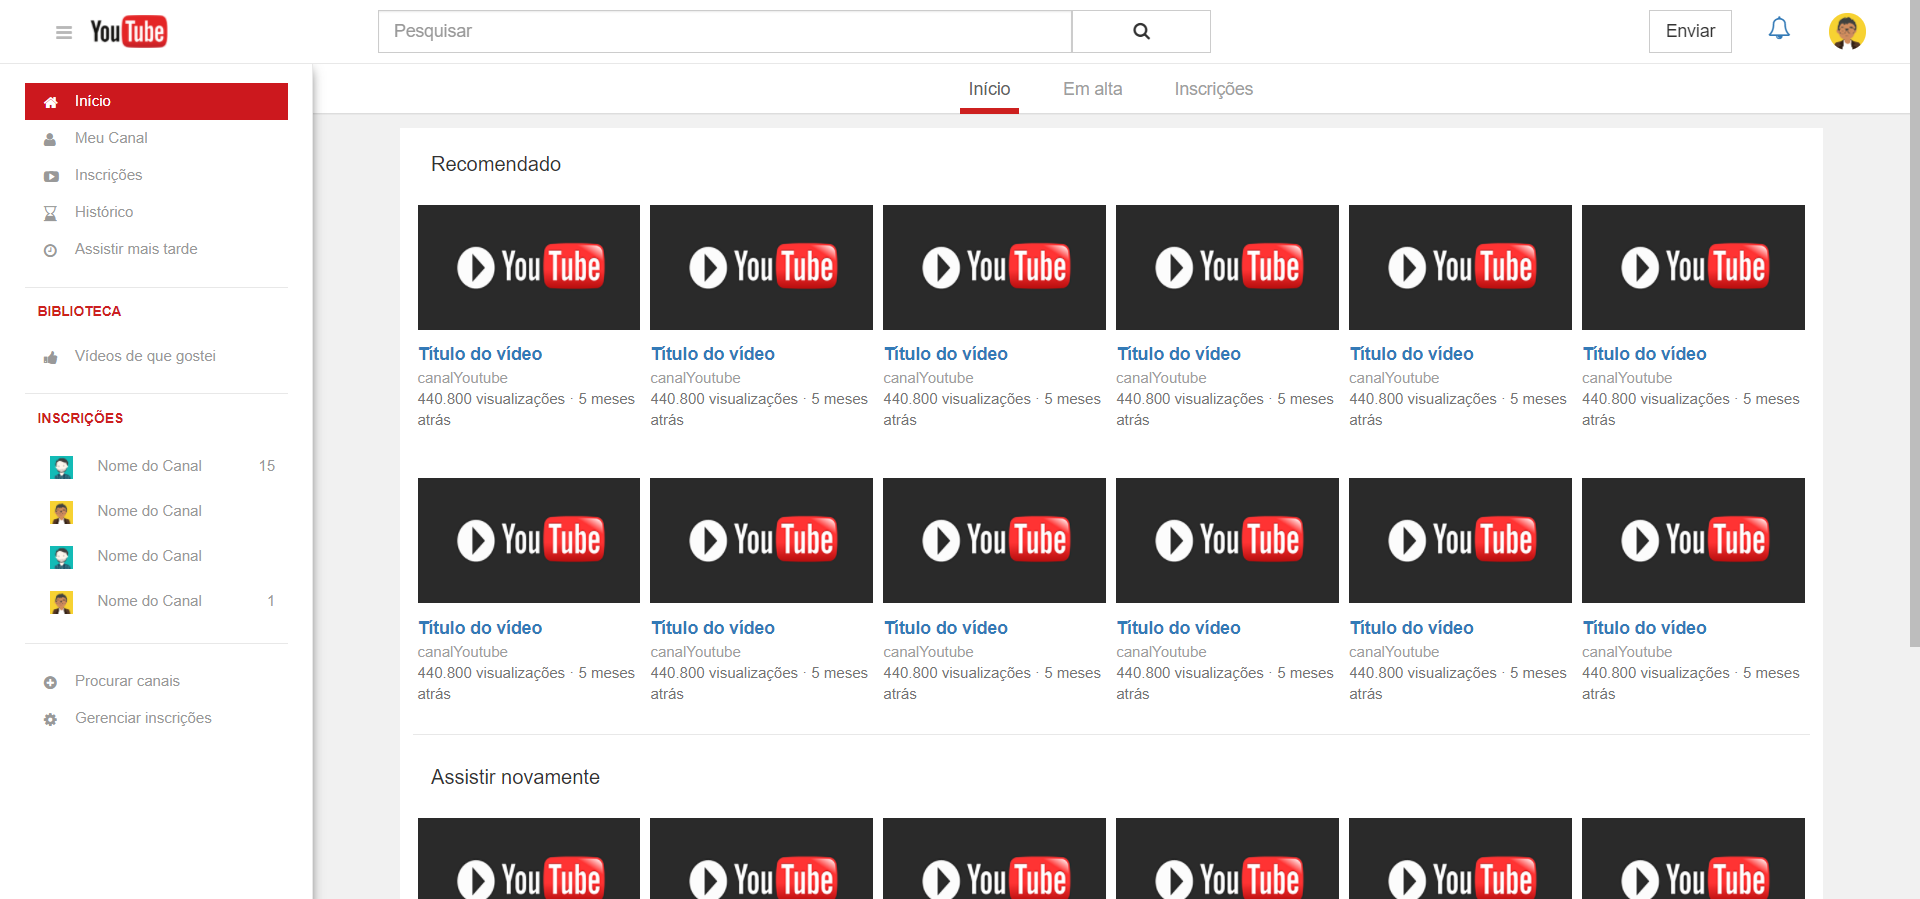 YouTube
Pesquisar
Enviar
Início
Em alta
Inscrições
Início
Meu Canal
Inscrições
Histórico
Assistir mais tarde
BIBLIOTECA
Vídeos de que gostei
INSCRIÇÕES
Nome do Canal 15
Nome do Canal
Nome do Canal
Nome do Canal 1
Procurar canais
Gerenciar inscrições
Recomendado
YouTube YouTube YouTube YouTube YouTube YouTube
Título do vídeo Título do vídeo Título do vídeo Título do vídeo Título do vídeo Título do vídeo
canalYoutube canalYoutube canalYoutube canalYoutube canalYoutube canalYoutube
440.800 visualizações · 5 meses 440.800 visualizações · 5 meses 440.800 visualizações · 5 meses 440.800 visualizações · 5 meses 440.800 visualizações · 5 meses 440.800 visualizações · 5 meses
atrás atrás atrás atrás atrás atrás
YouTube YouTube YouTube YouTube YouTube YouTube
Título do vídeo Título do vídeo Título do vídeo Título do vídeo Título do vídeo Título do vídeo
canalYoutube canalYoutube canalYoutube canalYoutube canalYoutube canalYoutube
440.800 visualizações · 5 meses 440.800 visualizações · 5 meses 440.800 visualizações · 5 meses 440.800 visualizações · 5 meses 440.800 visualizações · 5 meses 440.800 visualizações · 5 meses
atrás atrás atrás atrás atrás atrás
Assistir novamente
YouTube YouTube YouTube YouTube YouTube YouTube